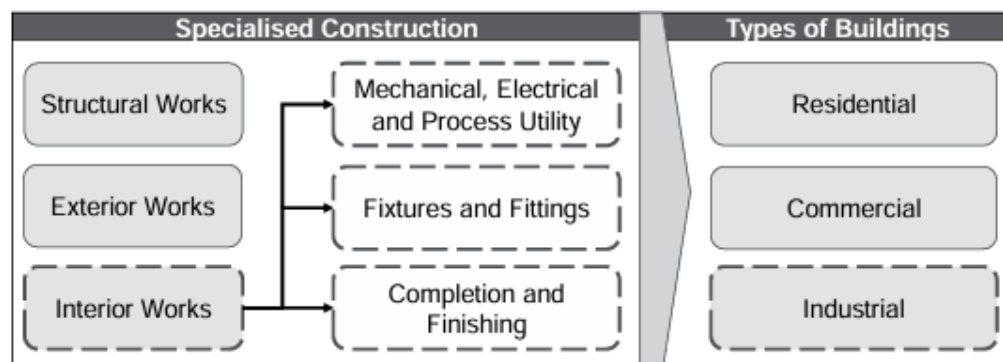 Specialised Construction
Types of Buildings
Structural Works
Mechanical, Electrical
and Process Utility
Residential
Exterior Works
Fixtures and Fittings
Commercial
Interior Works
Completion and
Finishing
Industrial